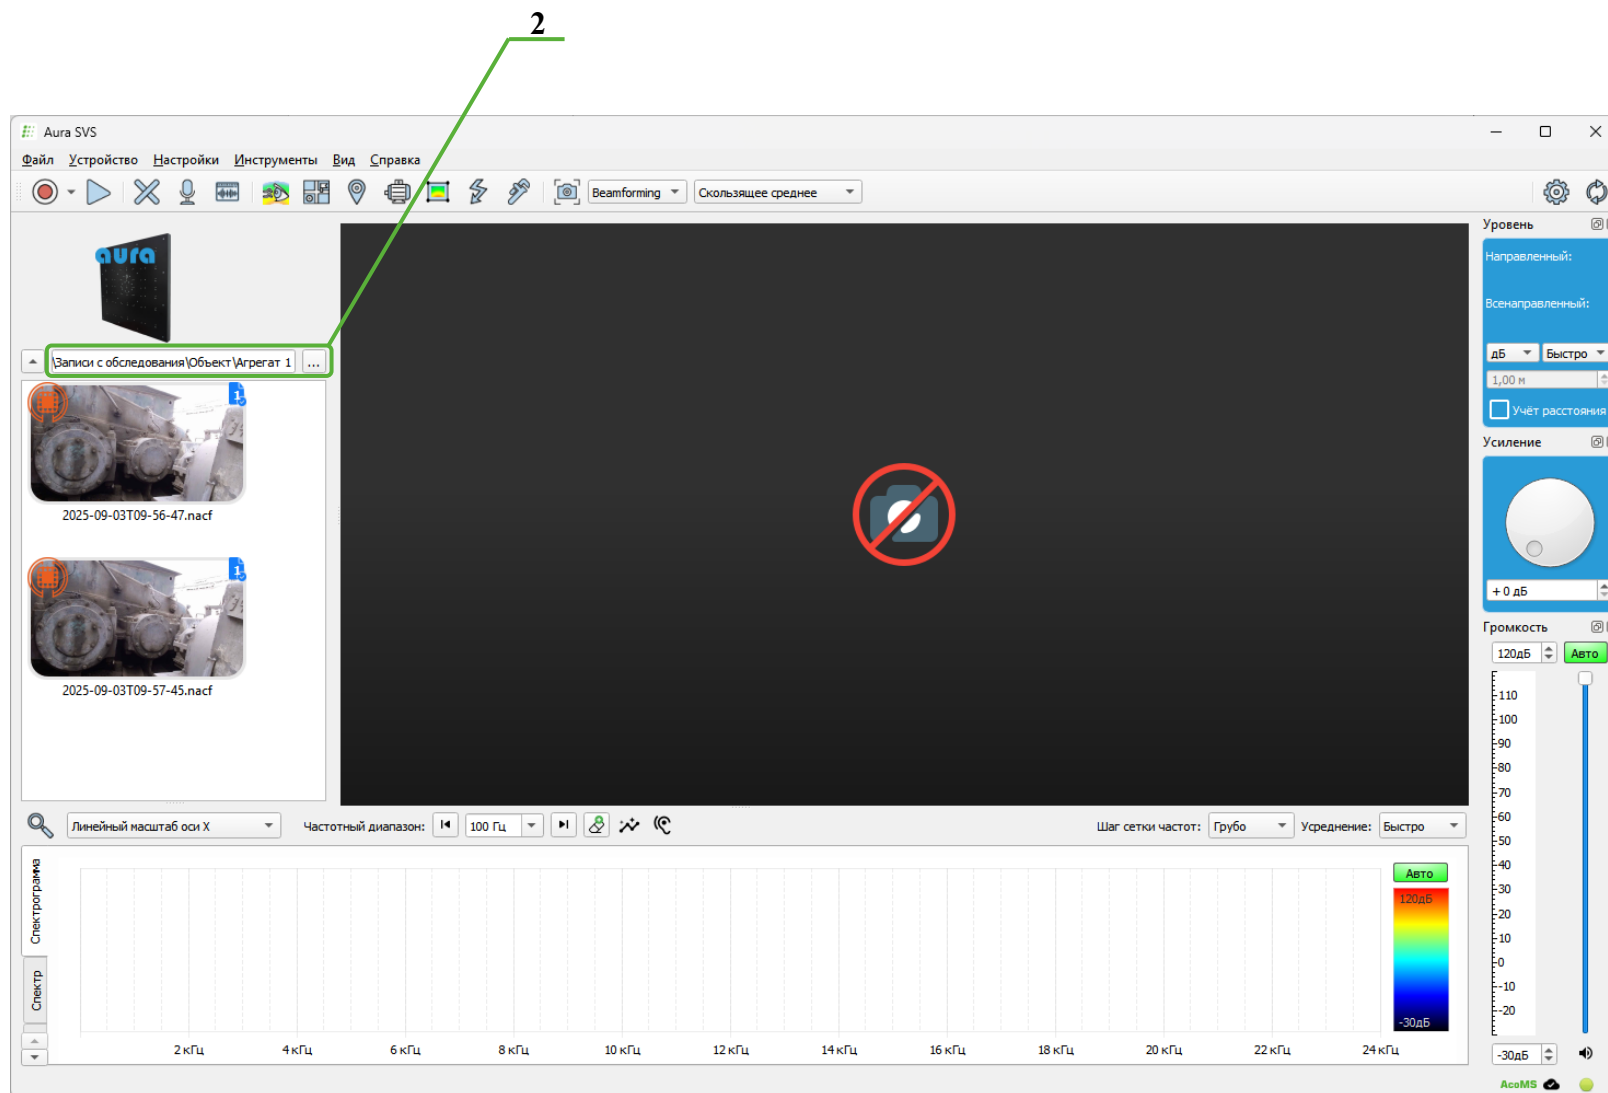 2
Aura SVS
Файл Устройство Настройки Инструменты Вид Справка
Beamforming Скользящее среднее
aura
\Записи с обследования\Объект\Агрегат 1 ...
1
2025-09-03T09-56-47.nacf
1
2025-09-03T09-57-45.nacf
Уровень
Направленный:
Всенаправленный:
дБ Быстро
1,00 м
Учёт расстояния
Усиление
+ 0 дБ
Громкость
120дБ Авто
110
100
90
80
70
60
50
40
30
20
10
0
-10
-20
-30дБ
Линейный масштаб оси X Частотный диапазон: 100 Гц Шаг сетки частот: Грубо Усреднение: Быстро
Спектрограмма
Спектр
Авто
120дБ
-30дБ
2 кГц 4 кГц 6 кГц 8 кГц 10 кГц 12 кГц 14 кГц 16 кГц 18 кГц 20 кГц 22 кГц 24 кГц
AcoMS